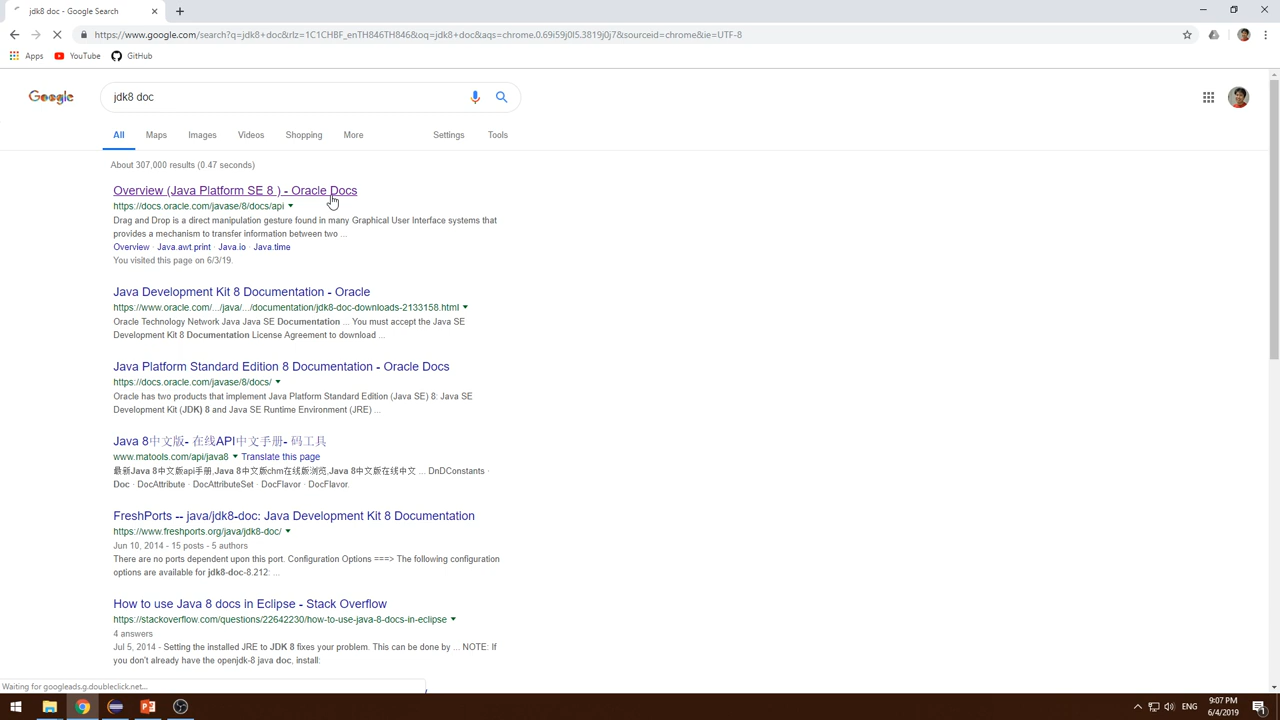 jdk8 doc - Google Search
https://www.google.com/search?q=jdk8+doc&rlz=1C1CHBF_enTH846TH846&oq=jdk8+doc&aqs=chrome.0.69i59j0l5.3819j0j7&sourceid=chrome&ie=UTF-8
Apps YouTube GitHub
Google jdk8 doc
All Maps Images Videos Shopping More Settings Tools
About 307,000 results (0.47 seconds)
Overview (Java Platform SE 8 ) - Oracle Docs
https://docs.oracle.com/javase/8/docs/api
Drag and Drop is a direct manipulation gesture found in many Graphical User Interface systems that
provides a mechanism to transfer information between two ...
Overview · Java.awt.print · Java.io · Java.time
You visited this page on 6/3/19.
Java Development Kit 8 Documentation - Oracle
https://www.oracle.com/.../java/.../documentation/jdk8-doc-downloads-2133158.html
Oracle Technology Network Java Java SE Documentation ... You must accept the Java SE
Development Kit 8 Documentation License Agreement to download ...
Java Platform Standard Edition 8 Documentation - Oracle Docs
https://docs.oracle.com/javase/8/docs/
Oracle has two products that implement Java Platform Standard Edition (Java SE) 8: Java SE
Development Kit (JDK) 8 and Java SE Runtime Environment (JRE) ...
Java 8中文版- 在线API中文手册- 码工具
www.matools.com/api/java8 Translate this page
最新Java 8中文版api手册,Java 8中文版chm在线版浏览,Java 8中文版在线中文 ... DnDConstants ·
Doc · DocAttribute · DocAttributeSet · DocFlavor · DocFlavor.
FreshPorts -- java/jdk8-doc: Java Development Kit 8 Documentation
https://www.freshports.org/java/jdk8-doc/
Jun 10, 2014 - 15 posts - 5 authors
There are no ports dependent upon this port. Configuration Options ===> The following configuration
options are available for jdk8-doc-8.212: ...
How to use Java 8 docs in Eclipse - Stack Overflow
https://stackoverflow.com/questions/22642230/how-to-use-java-8-docs-in-eclipse
4 answers
Jul 5, 2014 - Setting the installed JRE to JDK 8 fixes your problem. This can be done by ... NOTE: If
you don't already have the openjdk-8 java doc, install:
Waiting for googleads.g.doubleclick.net...
ENG
9:07 PM
6/4/2019
1